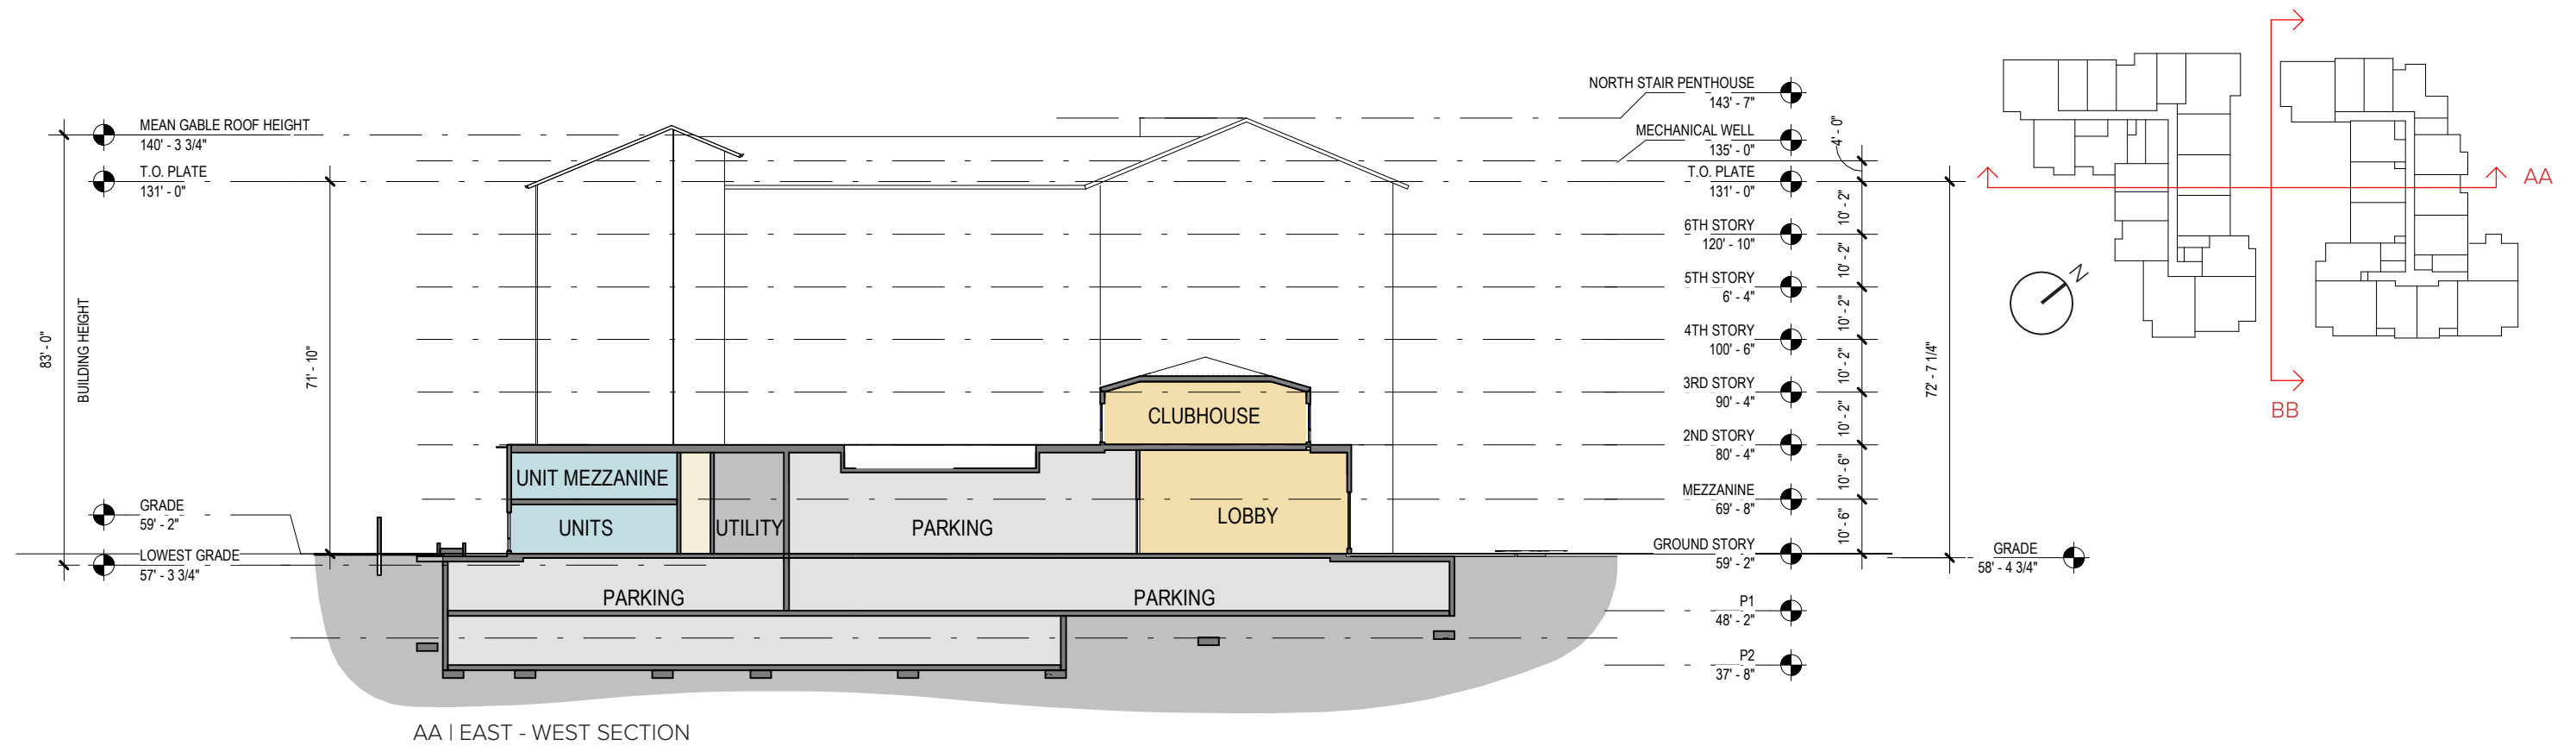 MEAN GABLE ROOF HEIGHT
140' - 3 3/4"
T.O. PLATE
131' - 0"
83' - 0"
BUILDING HEIGHT
71' - 10"
GRADE
59' - 2"
LOWEST GRADE
57' - 3 3/4"
CLUBHOUSE
UNIT MEZZANINE
UNITS
UTILITY
PARKING
LOBBY
PARKING
PARKING
NORTH STAIR PENTHOUSE
143' - 7"
MECHANICAL WELL
135' - 0"
T.O. PLATE
131' - 0"
6TH STORY
120' - 10"
5TH STORY
6' - 4"
4TH STORY
100' - 6"
3RD STORY
90' - 4"
2ND STORY
80' - 4"
MEZZANINE
69' - 8"
GROUND STORY
59' - 2"
P1
48' - 2"
P2
37' - 8"
4' - 0"
10' - 2"
10' - 2"
10' - 2"
10' - 2"
10' - 2"
10' - 6"
10' - 6"
72' - 7 1/4"
GRADE
58' - 4 3/4"
AA
BB
N
AA | EAST - WEST SECTION